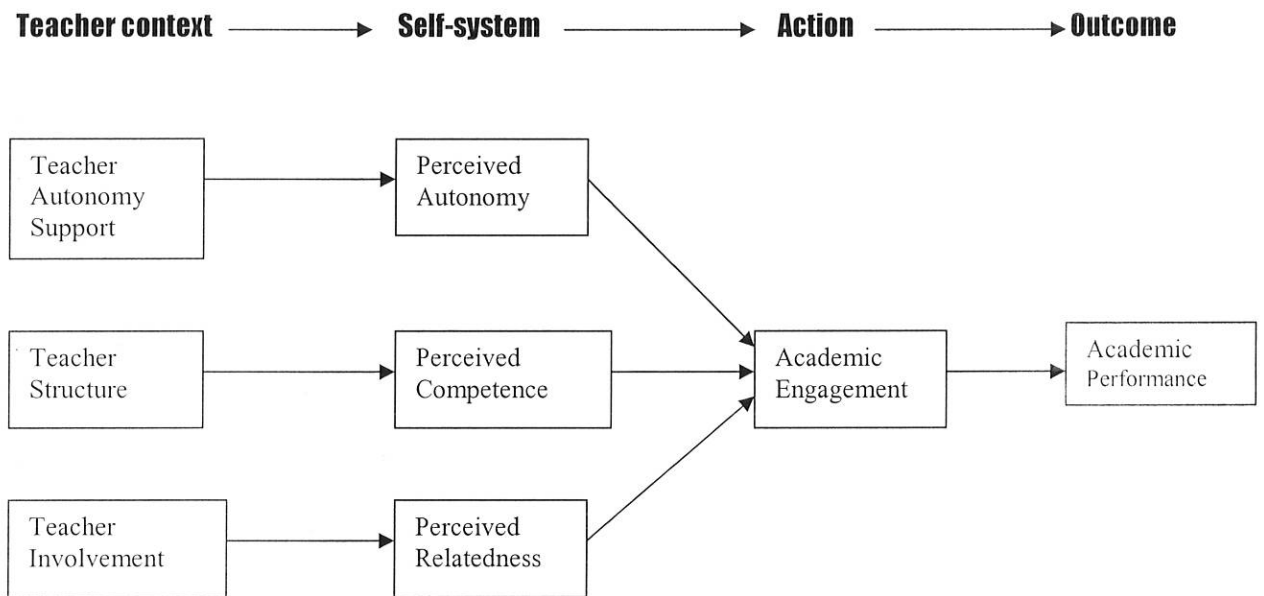 Teacher context Self-system Action Outcome
Teacher
Autonomy
Support
Perceived
Autonomy
Teacher
Structure
Perceived
Competence
Academic
Engagement
Academic
Performance
Teacher
Involvement
Perceived
Relatedness